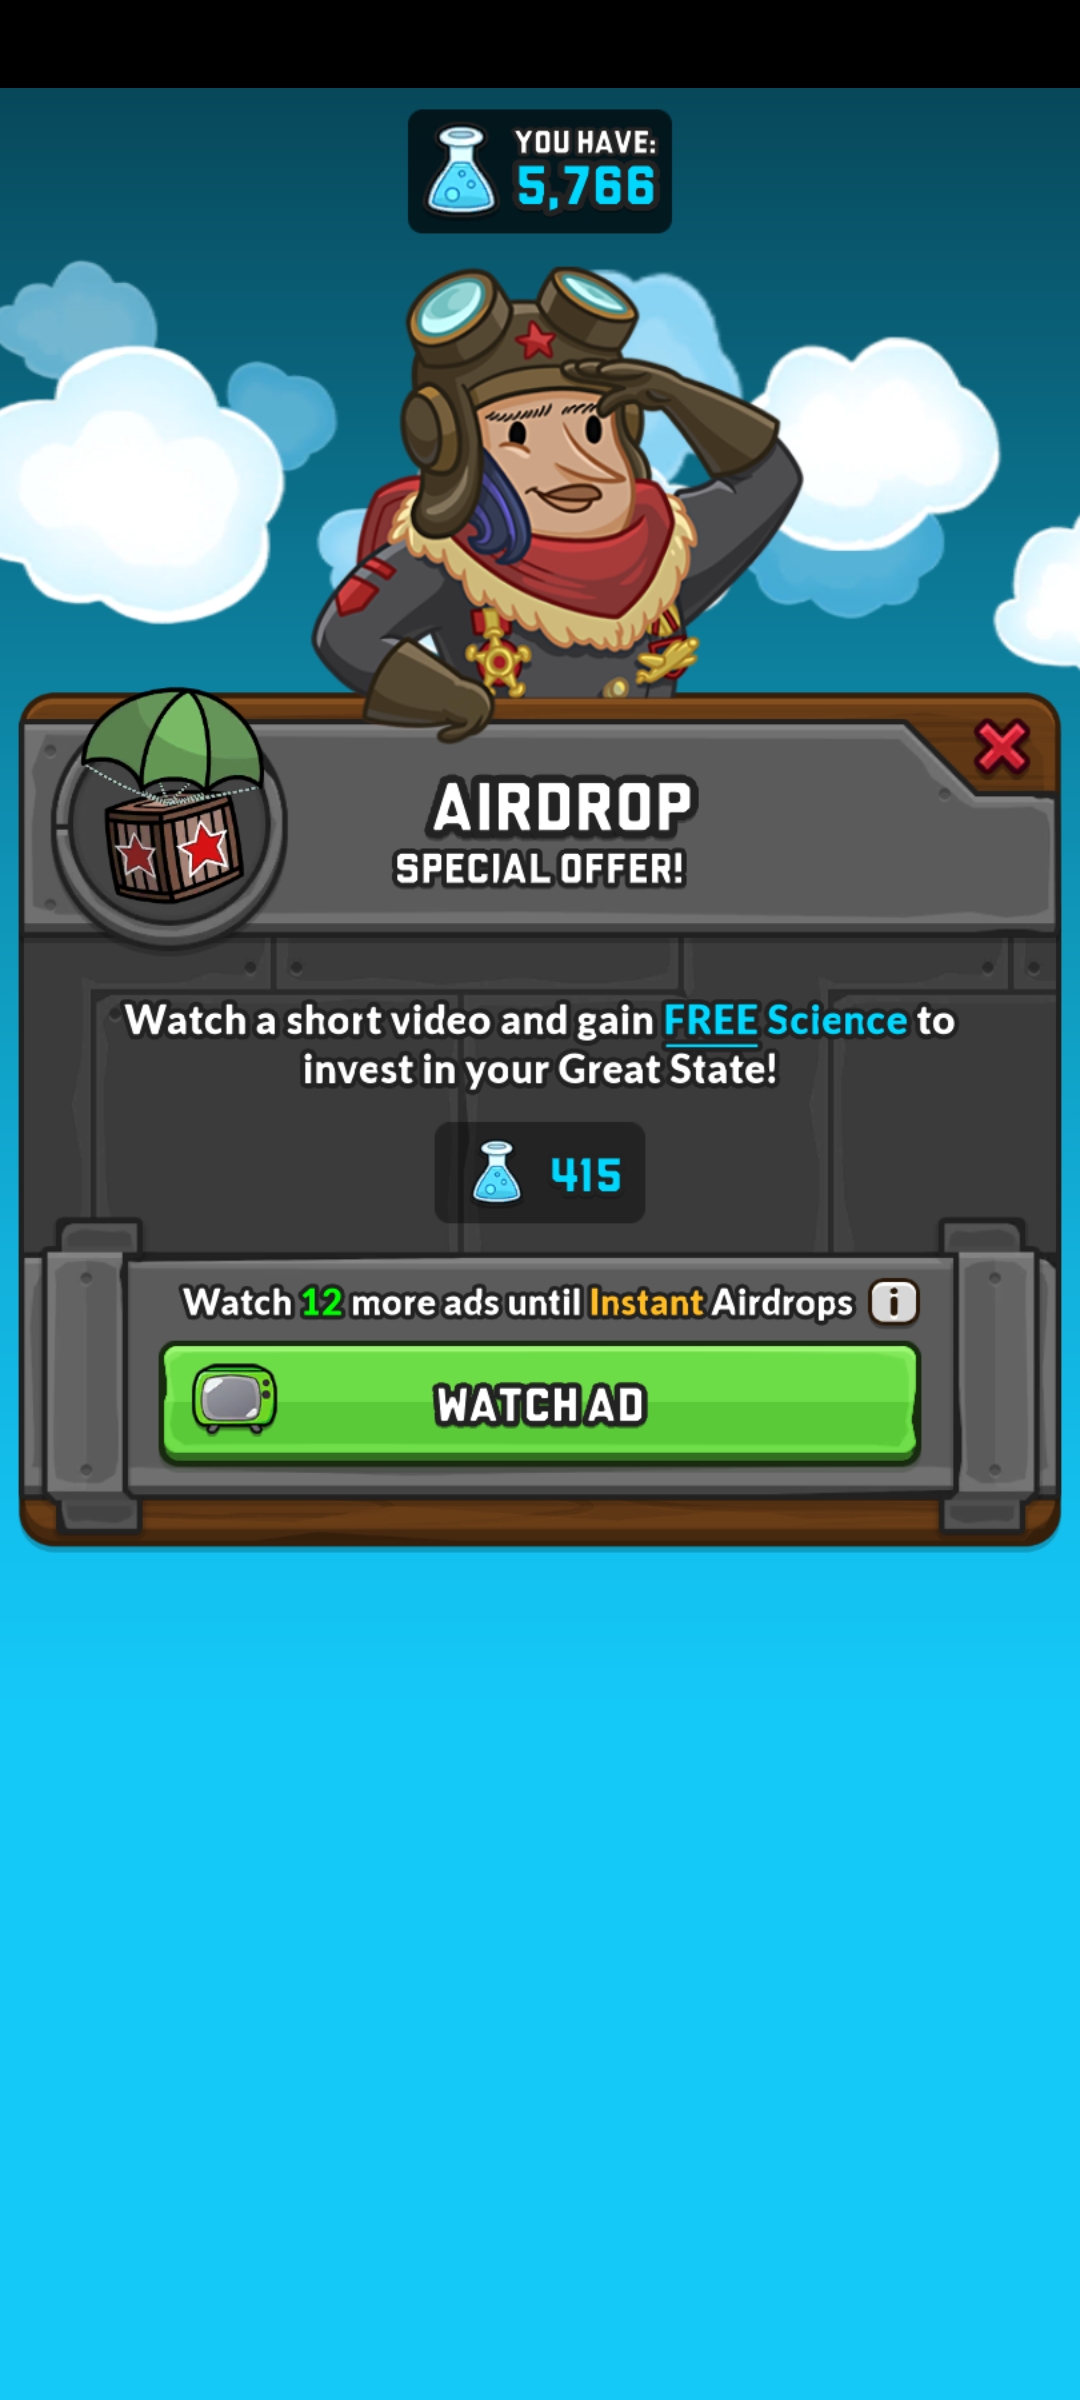 YOU HAVE:
5,766
AIRDROP
SPECIAL OFFER!
Watch a short video and gain FREE Science to
invest in your Great State!
415
Watch 12 more ads until Instant Airdrops i
WATCH AD